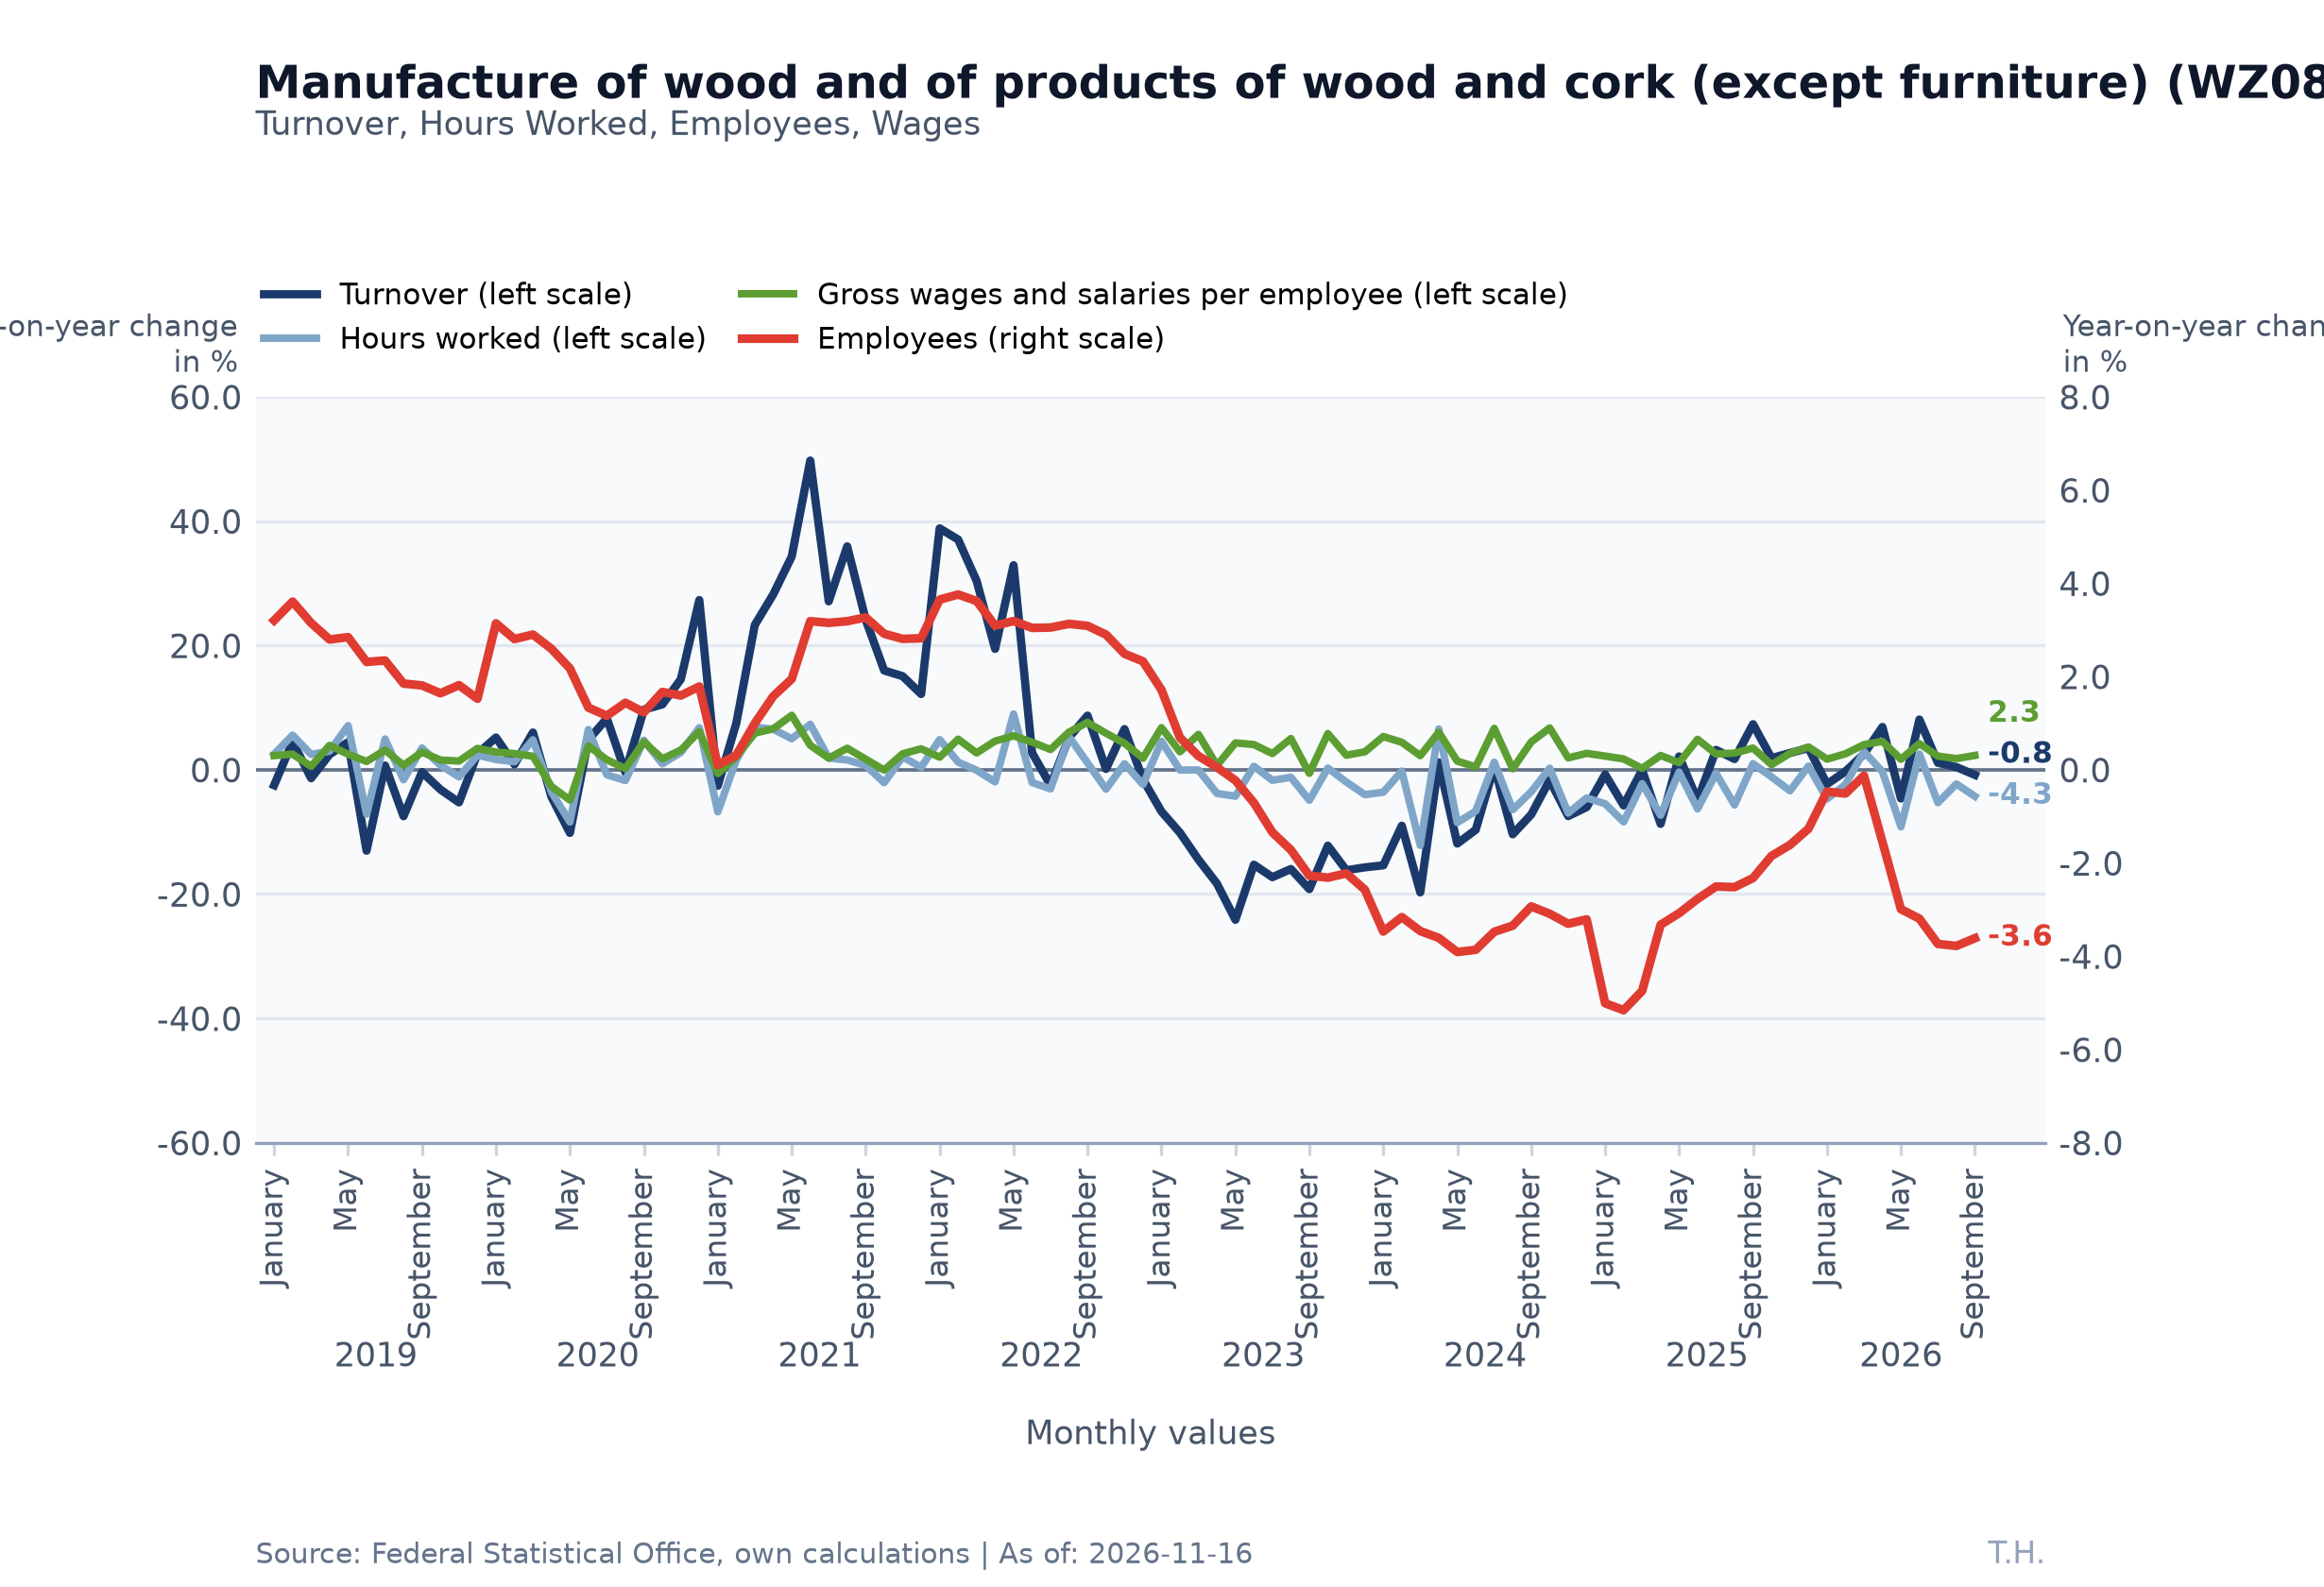 Manufacture of wood and of products of wood and cork (except furniture) (WZ08
Turnover, Hours Worked, Employees, Wages
Turnover (left scale)
Gross wages and salaries per employee (left scale)
Hours worked (left scale)
Employees (right scale)
-on-year change
in %
Year-on-year chan
in %
60.0
40.0
20.0
0.0
-20.0
-40.0
-60.0
8.0
6.0
4.0
2.0
0.0
-2.0
-4.0
-6.0
-8.0
2.3
-0.8
-4.3
-3.6
January
May
September
January
May
September
January
May
September
January
May
September
January
May
September
January
May
September
January
May
September
January
May
September
2019
2020
2021
2022
2023
2024
2025
2026
Monthly values
Source: Federal Statistical Office, own calculations | As of: 2026-11-16
T.H.